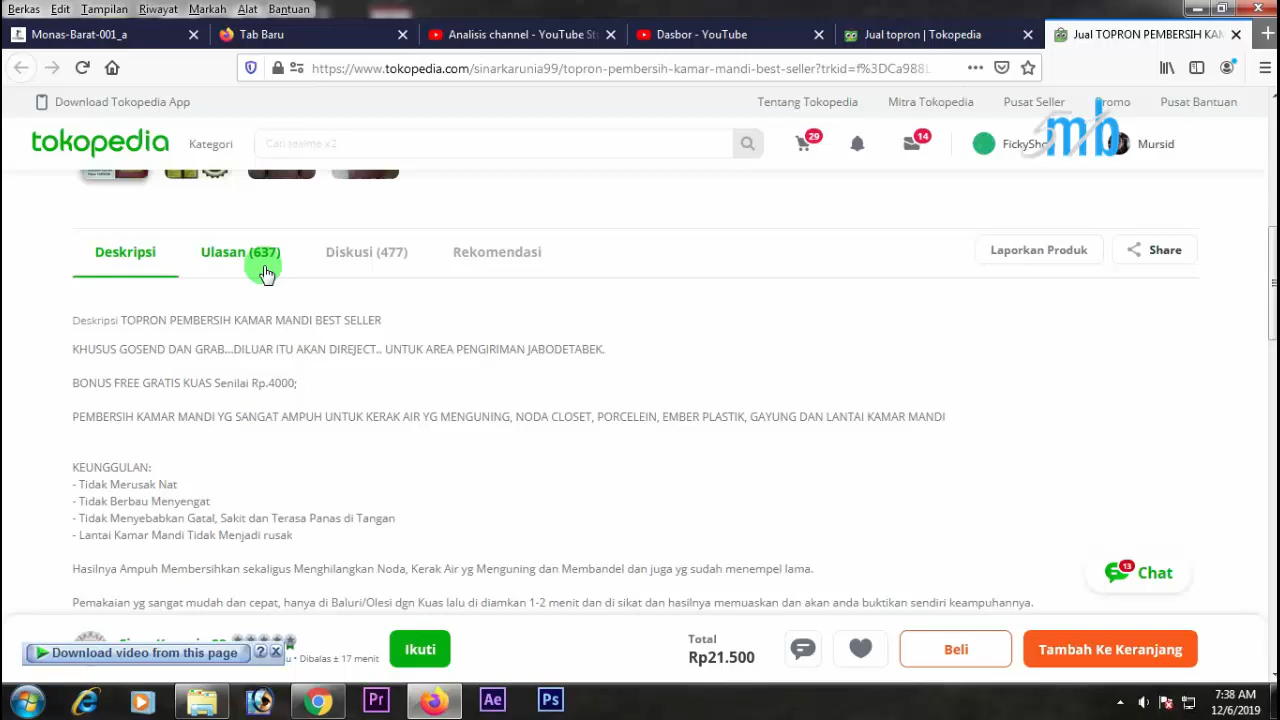 Berkas Edit Tampilan Riwayat Markah Alat Bantuan
Monas-Barat-001_a Tab Baru Analisis channel - YouTube St Dasbor - YouTube Jual topron | Tokopedia Jual TOPRON PEMBERSIH KAM
https://www.tokopedia.com/sinarkarunia99/topron-pembersih-kamar-mandi-best-seller?trkid=f%3DCa988L
Download Tokopedia App Tentang Tokopedia Mitra Tokopedia Pusat Seller Promo Pusat Bantuan
mb
tokopedia Kategori Cari realme x2 29 14 FickySho Mursid
Deskripsi Ulasan (637) Diskusi (477) Rekomendasi Laporkan Produk Share
Deskripsi TOPRON PEMBERSIH KAMAR MANDI BEST SELLER
KHUSUS GOSEND DAN GRAB...DILUAR ITU AKAN DIREJECT.. UNTUK AREA PENGIRIMAN JABODETABEK.
BONUS FREE GRATIS KUAS Senilai Rp.4000;
PEMBERSIH KAMAR MANDI YG SANGAT AMPUH UNTUK KERAK AIR YG MENGUNING, NODA CLOSET, PORCELEIN, EMBER PLASTIK, GAYUNG DAN LANTAI KAMAR MANDI
KEUNGGULAN:
- Tidak Merusak Nat
- Tidak Berbau Menyengat
- Tidak Menyebabkan Gatal, Sakit dan Terasa Panas di Tangan
- Lantai Kamar Mandi Tidak Menjadi rusak
Hasilnya Ampuh Membersihkan sekaligus Menghilangkan Noda, Kerak Air yg Menguning dan Membandel dan juga yg sudah menempel lama.
13 Chat
Pemakaian yg sangat mudah dan cepat, hanya di Baluri/Olesi dgn Kuas lalu di diamkan 1-2 menit dan di sikat dan hasilnya memuaskan dan akan anda buktikan sendiri keampuhannya.
Total
Rp21.500
Ikuti Beli Tambah Ke Keranjang
Download video from this page ? Dibalas ± 17 menit
Pr Ae Ps
7:38 AM
12/6/2019